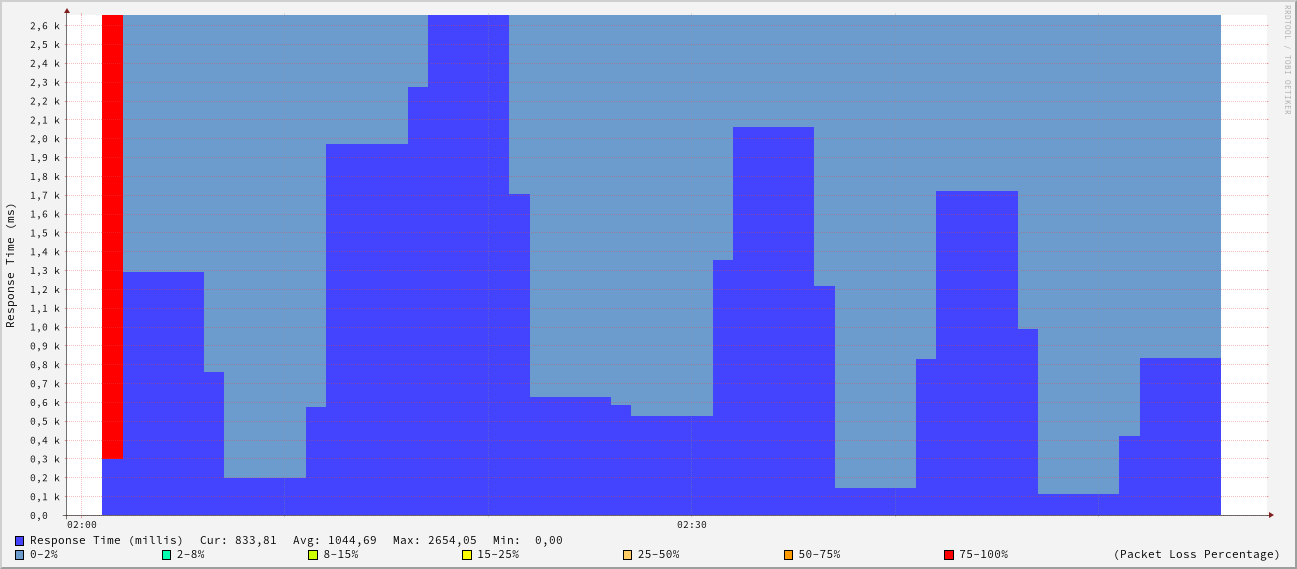 RRDTOOL / TOBI OETIKER
Response Time (ms)
2,6 k
2,5 k
2,4 k
2,3 k
2,2 k
2,1 k
2,0 k
1,9 k
1,8 k
1,7 k
1,6 k
1,5 k
1,4 k
1,3 k
1,2 k
1,1 k
1,0 k
0,9 k
0,8 k
0,7 k
0,6 k
0,5 k
0,4 k
0,3 k
0,2 k
0,1 k
0,0
02:00 02:30
Response Time (millis) Cur: 833,81 Avg: 1044,69 Max: 2654,05 Min: 0,00
0-2% 2-8% 8-15% 15-25% 25-50% 50-75% 75-100% (Packet Loss Percentage)